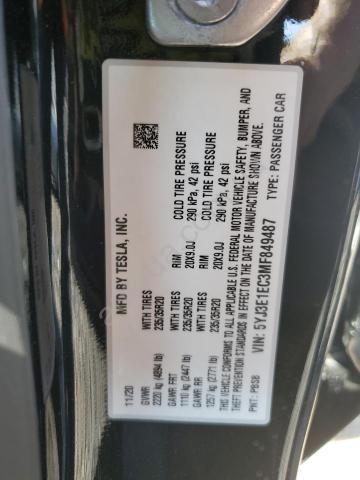 MFD BY TESLA, INC.
11/20
GVWR
2220 kg (4894 lb)
GAWR FRT WITH TIRES RIM COLD TIRE PRESSURE
1110 kg (2447 lb) 235/35R20 20X9.0J 290 kPa, 42 psi
GAWR RR WITH TIRES RIM COLD TIRE PRESSURE
1257 kg (2771 lb) 235/35R20 20X9.0J 290 kPa, 42 psi
THIS VEHICLE CONFORMS TO ALL APPLICABLE U.S. FEDERAL MOTOR VEHICLE SAFETY, BUMPER, AND
THEFT PREVENTION STANDARDS IN EFFECT ON THE DATE OF MANUFACTURE SHOWN ABOVE.
VIN: 5YJ3E1EC3MF849487 TYPE: PASSENGER CAR
PNT: PBSB